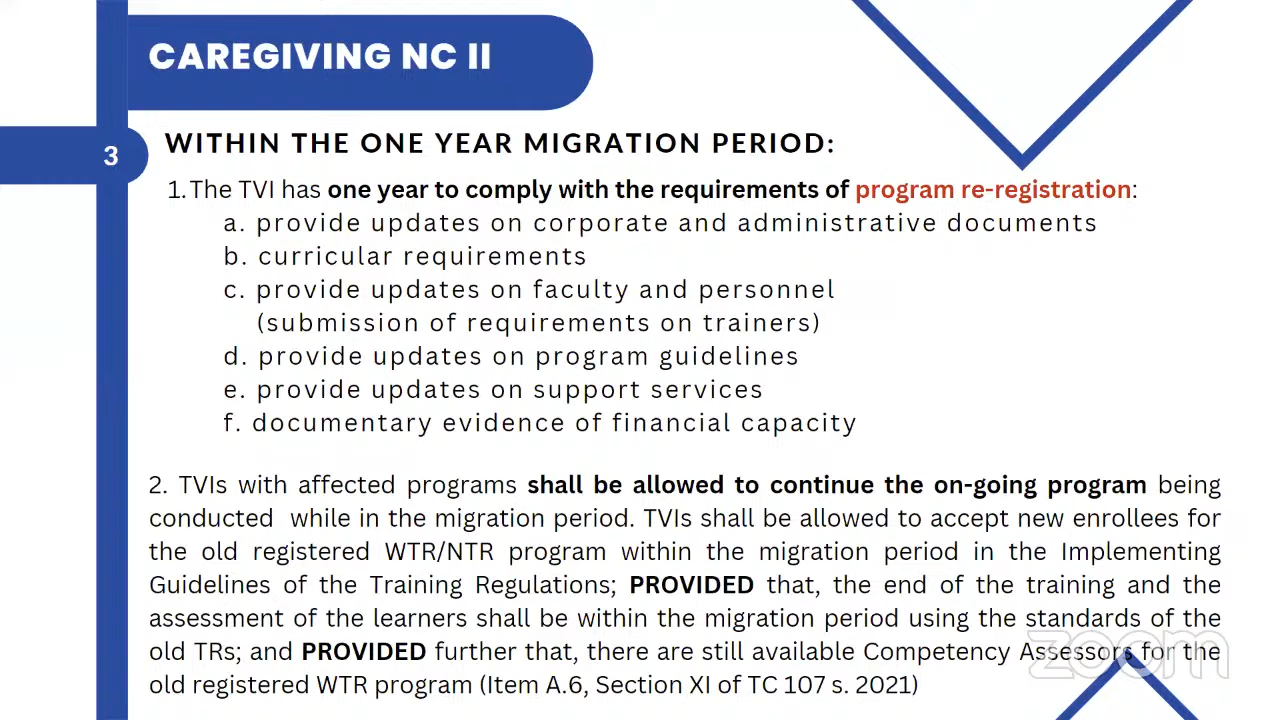 CAREGIVING NC II
3
WITHIN THE ONE YEAR MIGRATION PERIOD:
1. The TVI has one year to comply with the requirements of program re-registration:
a. provide updates on corporate and administrative documents
b. curricular requirements
c. provide updates on faculty and personnel
(submission of requirements on trainers)
d. provide updates on program guidelines
e. provide updates on support services
f. documentary evidence of financial capacity
2. TVIs with affected programs shall be allowed to continue the on-going program being
conducted while in the migration period. TVIs shall be allowed to accept new enrollees for
the old registered WTR/NTR program within the migration period in the Implementing
Guidelines of the Training Regulations; PROVIDED that, the end of the training and the
assessment of the learners shall be within the migration period using the standards of the
old TRs; and PROVIDED further that, there are still available Competency Assessors for the
old registered WTR program (Item A.6, Section XI of TC 107 s. 2021)
zoom